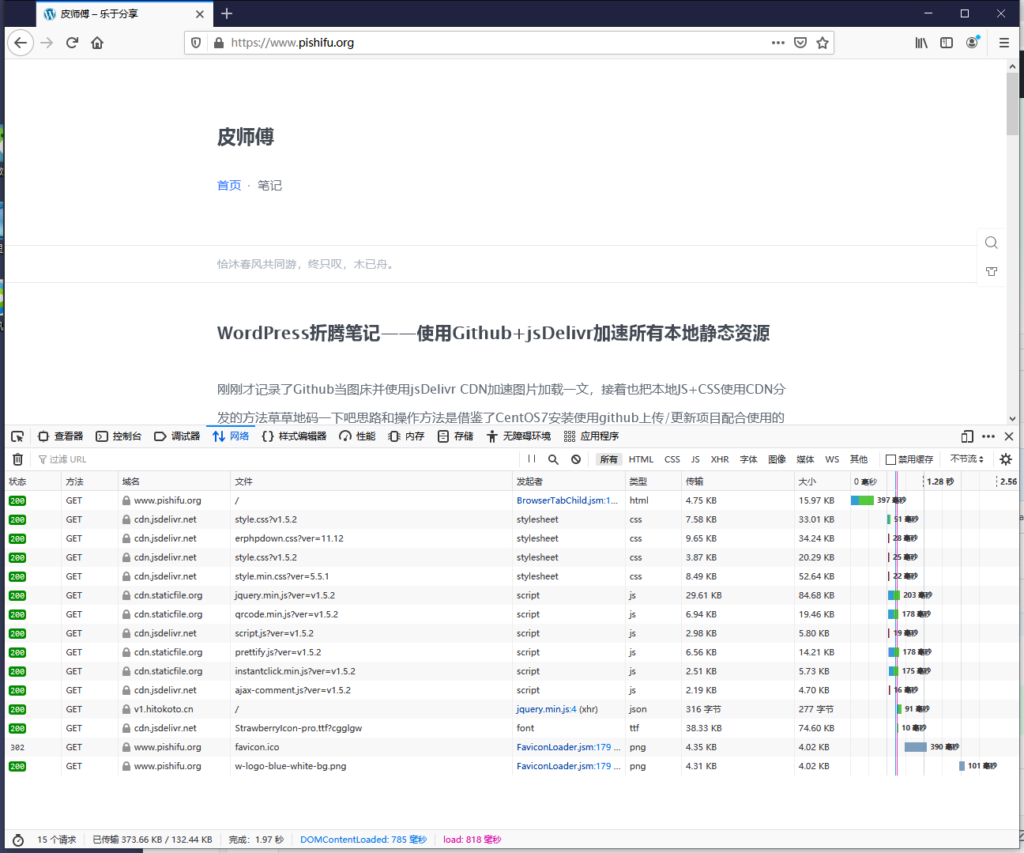 皮师傅 – 乐于分享
https://www.pishifu.org
皮师傅
首页 · 笔记
恰沐春风共同游，终只叹，木已舟。
WordPress折腾笔记——使用Github+jsDelivr加速所有本地静态资源
刚刚才记录了Github当图床并使用jsDelivr CDN加速图片加载一文，接着也把本地JS+CSS使用CDN分
发的方法草草地码一下吧思路和操作方法是借鉴了CentOS7安装使用github上传/更新项目配合使用的
查看器 控制台 调试器 网络 样式编辑器 性能 内存 存储 无障碍环境 应用程序
过滤 URL 所有 HTML CSS JS XHR 字体 图像 媒体 WS 其他 禁用缓存 不节流
状态 方法 域名 文件 发起者 类型 传输 大小 0 毫秒 1.28 秒 2.56
200 GET www.pishifu.org / BrowserTabChild.jsm:1... html 4.75 KB 15.97 KB 397 毫秒
200 GET cdn.jsdelivr.net style.css?v1.5.2 stylesheet css 7.58 KB 33.01 KB 51 毫秒
200 GET cdn.jsdelivr.net erphpdown.css?ver=11.12 stylesheet css 9.65 KB 34.24 KB 28 毫秒
200 GET cdn.jsdelivr.net style.css?v1.5.2 stylesheet css 3.87 KB 20.29 KB 25 毫秒
200 GET cdn.jsdelivr.net style.min.css?ver=5.5.1 stylesheet css 8.49 KB 52.64 KB 22 毫秒
200 GET cdn.staticfile.org jquery.min.js?ver=v1.5.2 script js 29.61 KB 84.68 KB 203 毫秒
200 GET cdn.staticfile.org qrcode.min.js?ver=v1.5.2 script js 6.94 KB 19.46 KB 178 毫秒
200 GET cdn.jsdelivr.net script.js?ver=v1.5.2 script js 2.98 KB 5.80 KB 19 毫秒
200 GET cdn.staticfile.org prettify.js?ver=v1.5.2 script js 6.56 KB 14.21 KB 178 毫秒
200 GET cdn.staticfile.org instantclick.min.js?ver=v1.5.2 script js 2.51 KB 5.73 KB 175 毫秒
200 GET cdn.jsdelivr.net ajax-comment.js?ver=v1.5.2 script js 2.19 KB 4.70 KB 16 毫秒
200 GET v1.hitokoto.cn / jquery.min.js:4 (xhr) json 316 字节 277 字节 91 毫秒
200 GET cdn.jsdelivr.net StrawberryIcon-pro.ttf?cgglgw font ttf 38.33 KB 74.60 KB 10 毫秒
302 GET www.pishifu.org favicon.ico FaviconLoader.jsm:179 ... png 4.35 KB 4.02 KB 390 毫秒
200 GET www.pishifu.org w-logo-blue-white-bg.png FaviconLoader.jsm:179 ... png 4.31 KB 4.02 KB 101 毫秒
15 个请求 已传输 373.66 KB / 132.44 KB 完成：1.97 秒 DOMContentLoaded: 785 毫秒 load: 818 毫秒